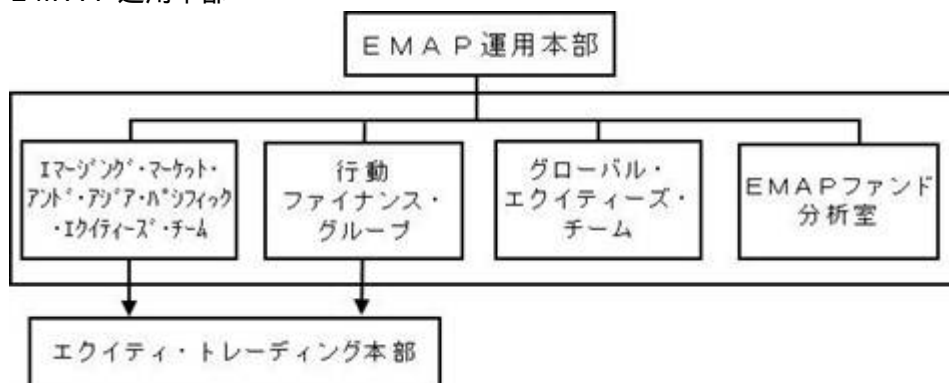 EMAP運用本部
ＥＭＡＰ運用本部
ｴマｰｼﾞﾝｸﾞ･マｰｹｯﾄ･
ｱﾝﾄﾞ･ｱｼﾞｱ･ﾊﾟｼﾌｨｯｸ
･ｴｸｲﾃｨｰｽﾞ･ﾁｰﾑ
行動
ファイナンス・
グループ
グローバル・
エクイティーズ・
チーム
ＥＭＡＰファンド
分析室
エクイティ・トレーディング本部